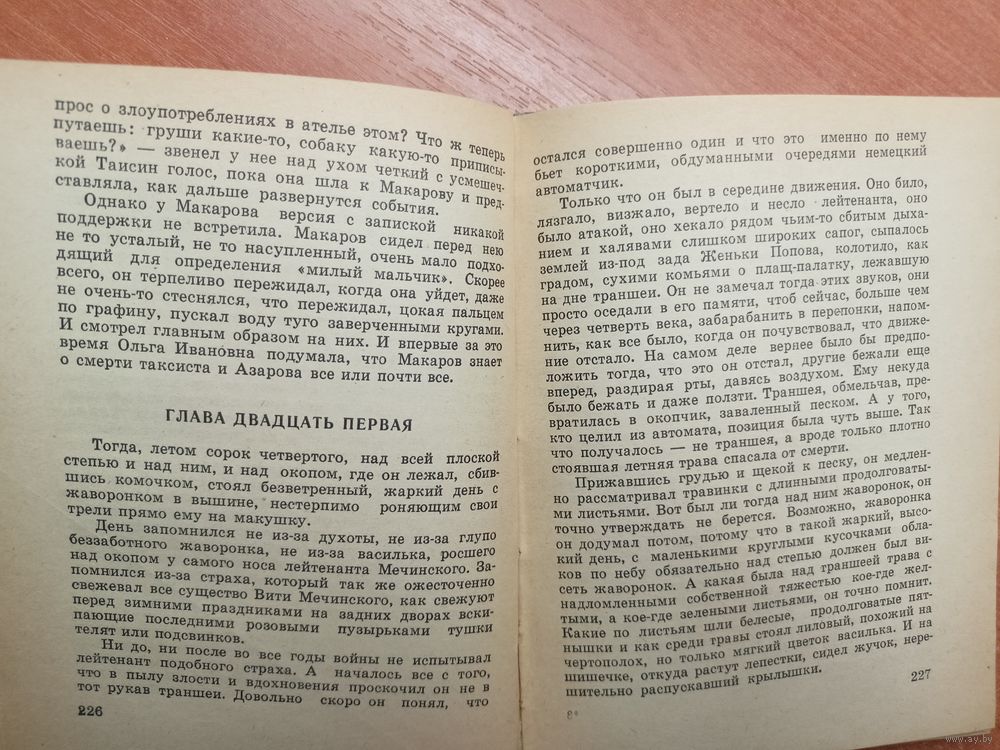 прос о злоупотреблениях в ателье этом? Что ж теперь
путаешь: груши какие-то, собаку какую-то приписы-
ваешь?» — звенел у нее над ухом четкий с усмешеч-
кой Таисин голос, пока она шла к Макарову и пред-
ставляла, как дальше развернутся события.
Однако у Макарова версия с запиской никакой
поддержки не встретила. Макаров сидел перед нею
не то усталый, не то насупленный, очень мало подхо-
дящий для определения «милый мальчик». Скорее
всего, он терпеливо пережидал, когда она уйдет, даже
не очень-то стеснялся, что пережидал, цокая пальцем
по графину, пускал воду туго заверченными кругами.
И смотрел главным образом на них. И впервые за это
время Ольга Ивановна подумала, что Макаров знает
о смерти таксиста и Азарова все или почти все.
ГЛАВА ДВАДЦАТЬ ПЕРВАЯ
Тогда, летом сорок четвертого, над всей плоской
степью и над ним, и над окопом, где он лежал, сбив-
шись комочком, стоял безветренный, жаркий день с
жаворонком в вышине, нестерпимо роняющим свои
трели прямо ему на макушку.
День запомнился не из-за духоты, не из-за глупо
беззаботного жаворонка, не из-за василька, росшего
над окопом у самого носа лейтенанта Мечинского. За-
помнился из-за страха, который так же ожесточенно
свежевал все существо Вити Мечинского, как свежуют
перед зимними праздниками на задних дворах вски-
пающие последними розовыми пузырьками тушки
телят или подсвинков.
Ни до, ни после во все годы войны не испытывал
лейтенант подобного страха. А началось все с того,
что в пылу злости и вдохновения проскочил он не в
тот рукав траншеи. Довольно скоро он понял, что
226
остался совершенно один и что это именно по нему
бьет короткими, обдуманными очередями немецкий
автоматчик.
Только что он был в середине движения. Оно било,
лязгало, визжало, вертело и несло лейтенанта, оно
было атакой, оно хекало рядом чьим-то сбитым дыха-
нием и халявами слишком широких сапог, сыпалось
землей из-под зада Женьки Попова, колотило, как
градом, сухими комьями о плащ-палатку, лежавшую
на дне траншеи. Он не замечал тогда этих звуков, они
просто оседали в его памяти, чтоб сейчас, больше чем
через четверть века, забарабанить в перепонки, напом-
нить, как все было, когда он почувствовал, что движе-
ние отстало. На самом деле вернее было бы предпо-
ложить тогда, что это он отстал, другие бежали еще
вперед, раздирая рты, давясь воздухом. Ему некуда
было бежать и даже ползти. Траншея, обмельчав, пре-
вратилась в окопчик, заваленный песком. А у того,
кто целил из автомата, позиция была чуть выше. Так
что получалось — не траншея, а вроде только плотно
стоявшая летняя трава спасала от смерти.
Прижавшись грудью и щекой к песку, он медлен-
но рассматривал травинки с длинными продолговаты-
ми листьями. Вот был ли тогда над ним жаворонок, он
точно утверждать не берется. Возможно, жаворонка
он додумал потом, потому что в такой жаркий, высо-
кий день, с маленькими круглыми кусочками обла-
ков по небу обязательно над степью должен был ви-
сеть жаворонок. А какая была над траншеей трава с
надломленными собственной тяжестью кое-где жел-
тыми, а кое-где зелеными листьями, он точно помнит.
Какие по листьям шли белесые, продолговатые пят-
нышки и как среди травы стоял лиловый, похожий на
чертополох, но только мягкий цветок василька. И на
шишечке, откуда растут лепестки, сидел жучок, нере-
шительно распускавший крылышки.
8*
227
www.ay.by